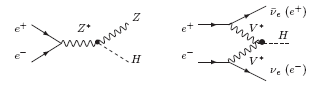 e⁺
e⁻
Z*
Z
H
e⁺
e⁻
V*
V*
ν̄ₑ (e⁺)
H
νₑ (e⁻)